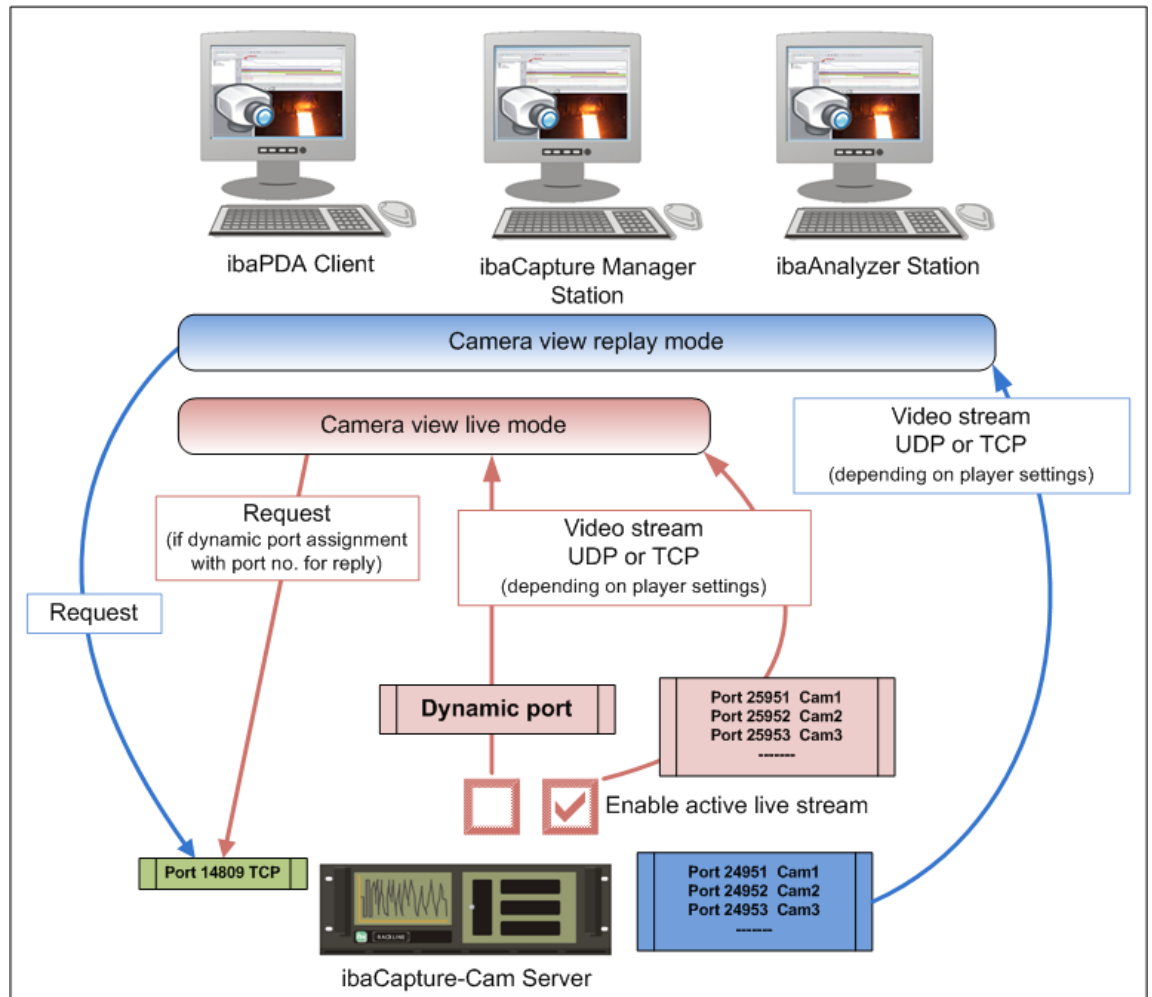 ibaPDA Client
ibaCapture Manager
Station
ibaAnalyzer Station
Camera view replay mode
Camera view live mode
Video stream
UDP or TCP
(depending on player settings)
Request
(if dynamic port assignment
with port no. for reply)
Video stream
UDP or TCP
(depending on player settings)
Request
Dynamic port
Port 25951 Cam1
Port 25952 Cam2
Port 25953 Cam3
-------
Enable active live stream
Port 14809 TCP
Port 24951 Cam1
Port 24952 Cam2
Port 24953 Cam3
-------
RACKLINE
ibaCapture-Cam Server